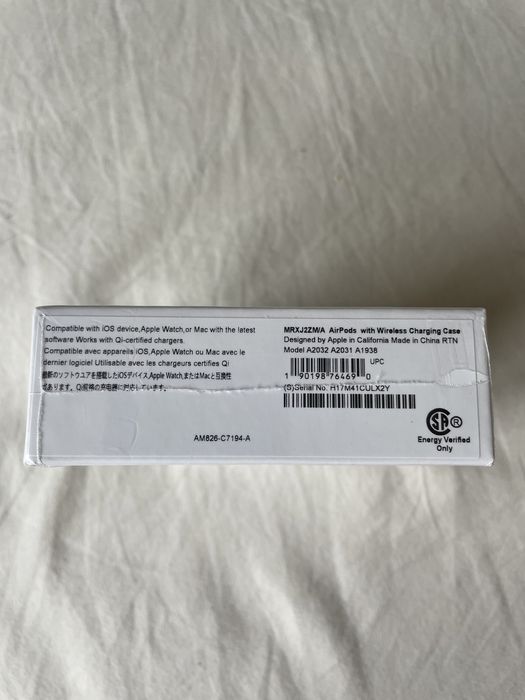 Compatible with iOS device,Apple Watch,or Mac with the latest
software Works with Qi-certified chargers.
Compatible avec appareils iOS,Apple Watch ou Mac avec le
dernier logiciel Utilisable avec les chargeurs certifies Qi
最新のソフトウユアを搭載したiOSデバイス,Apple Watch,またはMacと互換性
があります。Qi規格の充電器に対応しています。
AM826-C7194-A
MRXJ2ZM/A AirPods with Wireless Charging Case
Designed by Apple in California Made in China RTN
Model A2032 A2031 A1938
UPC
1 90198 76469 0
(S)Serial No. H17M41CULX2Y
SA ®
Energy Verified
Only